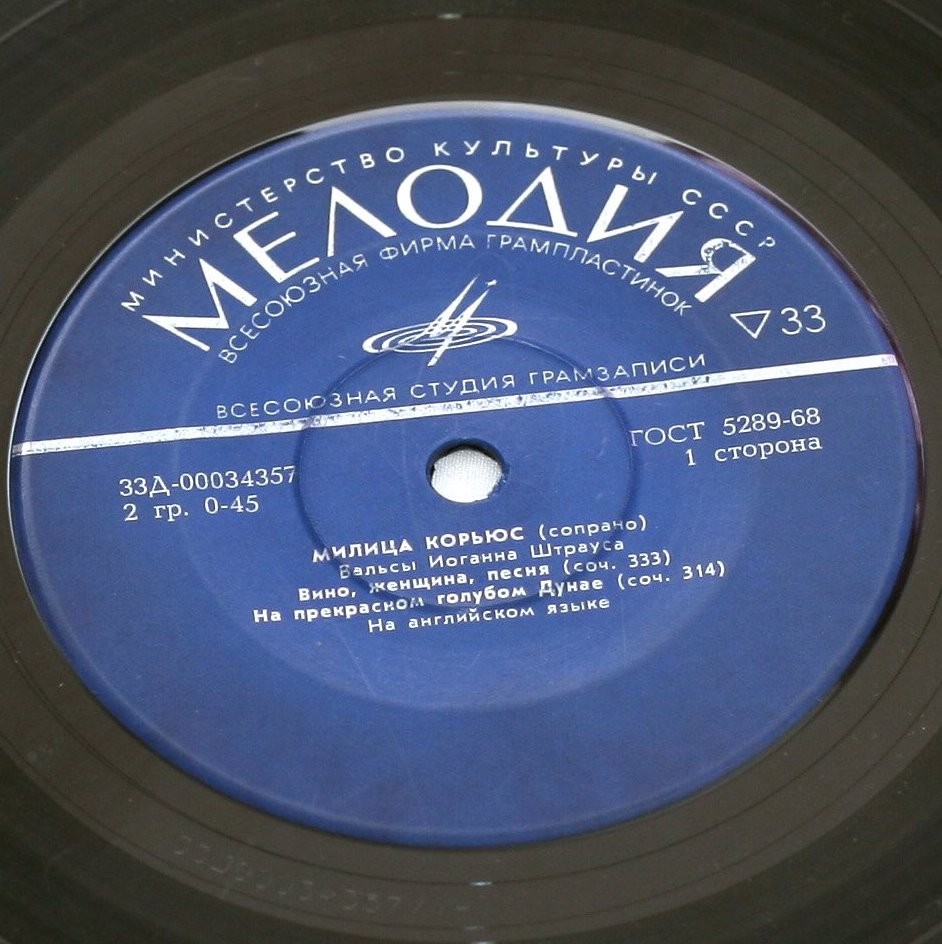 МИНИСТЕРСТВО КУЛЬТУРЫ СССР
МЕЛОДИЯ
ВСЕСОЮЗНАЯ ФИРМА ГРАМПЛАСТИНОК
▽33
ВСЕСОЮЗНАЯ СТУДИЯ ГРАМЗАПИСИ
33Д-00034357
2 гр. 0-45
ГОСТ 5289-68
1 сторона
МИЛИЦА КОРЬЮС (сопрано)
Вальсы Иоганна Штрауса
Вино, женщина, песня (соч. 333)
На прекрасном голубом Дунае (соч. 314)
На английском языке